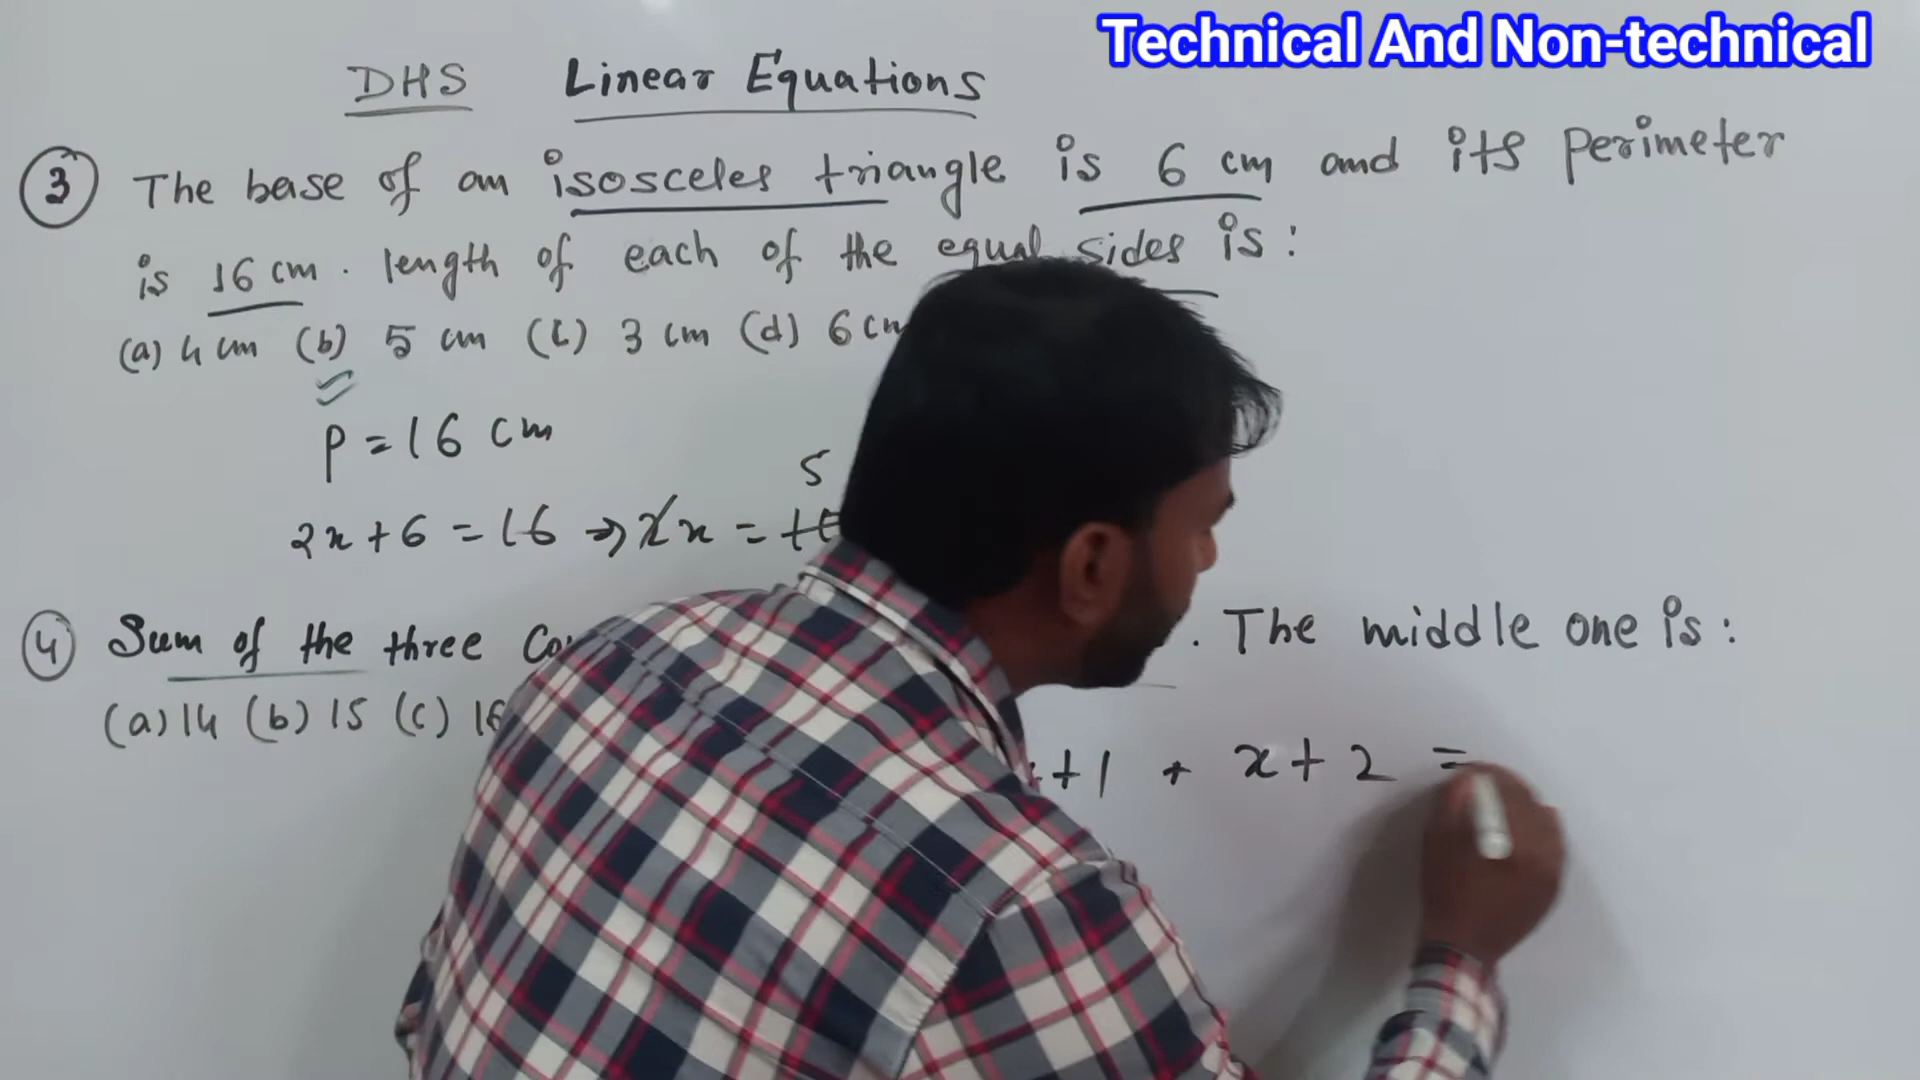 Technical And Non-technical
DHS Linear Equations
3 The base of an isosceles triangle is 6 cm and its perimeter
is 16 cm. length of each of the equal sides is:
(a) 4 cm (b) 5 cm (c) 3 cm (d) 6 cm
P = 16 cm
5
2x + 6 = 16 ⇒ 2x =
4 Sum of the three . The middle one is:
(a) 14 (b) 15 (c) 16
+1 + x+2 =